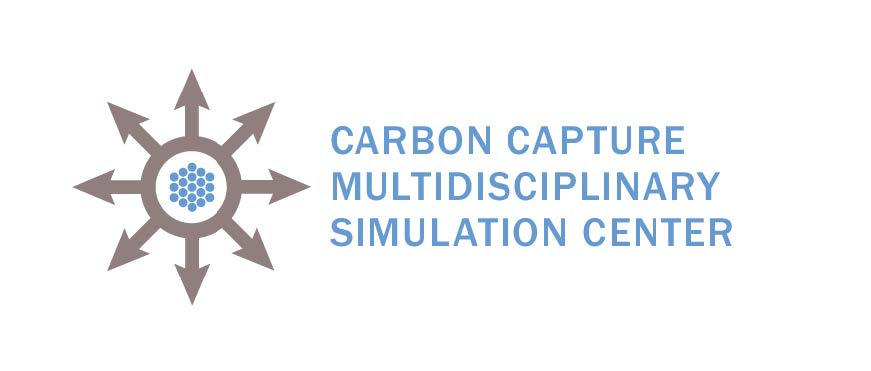 CARBON CAPTURE
MULTIDISCIPLINARY
SIMULATION CENTER